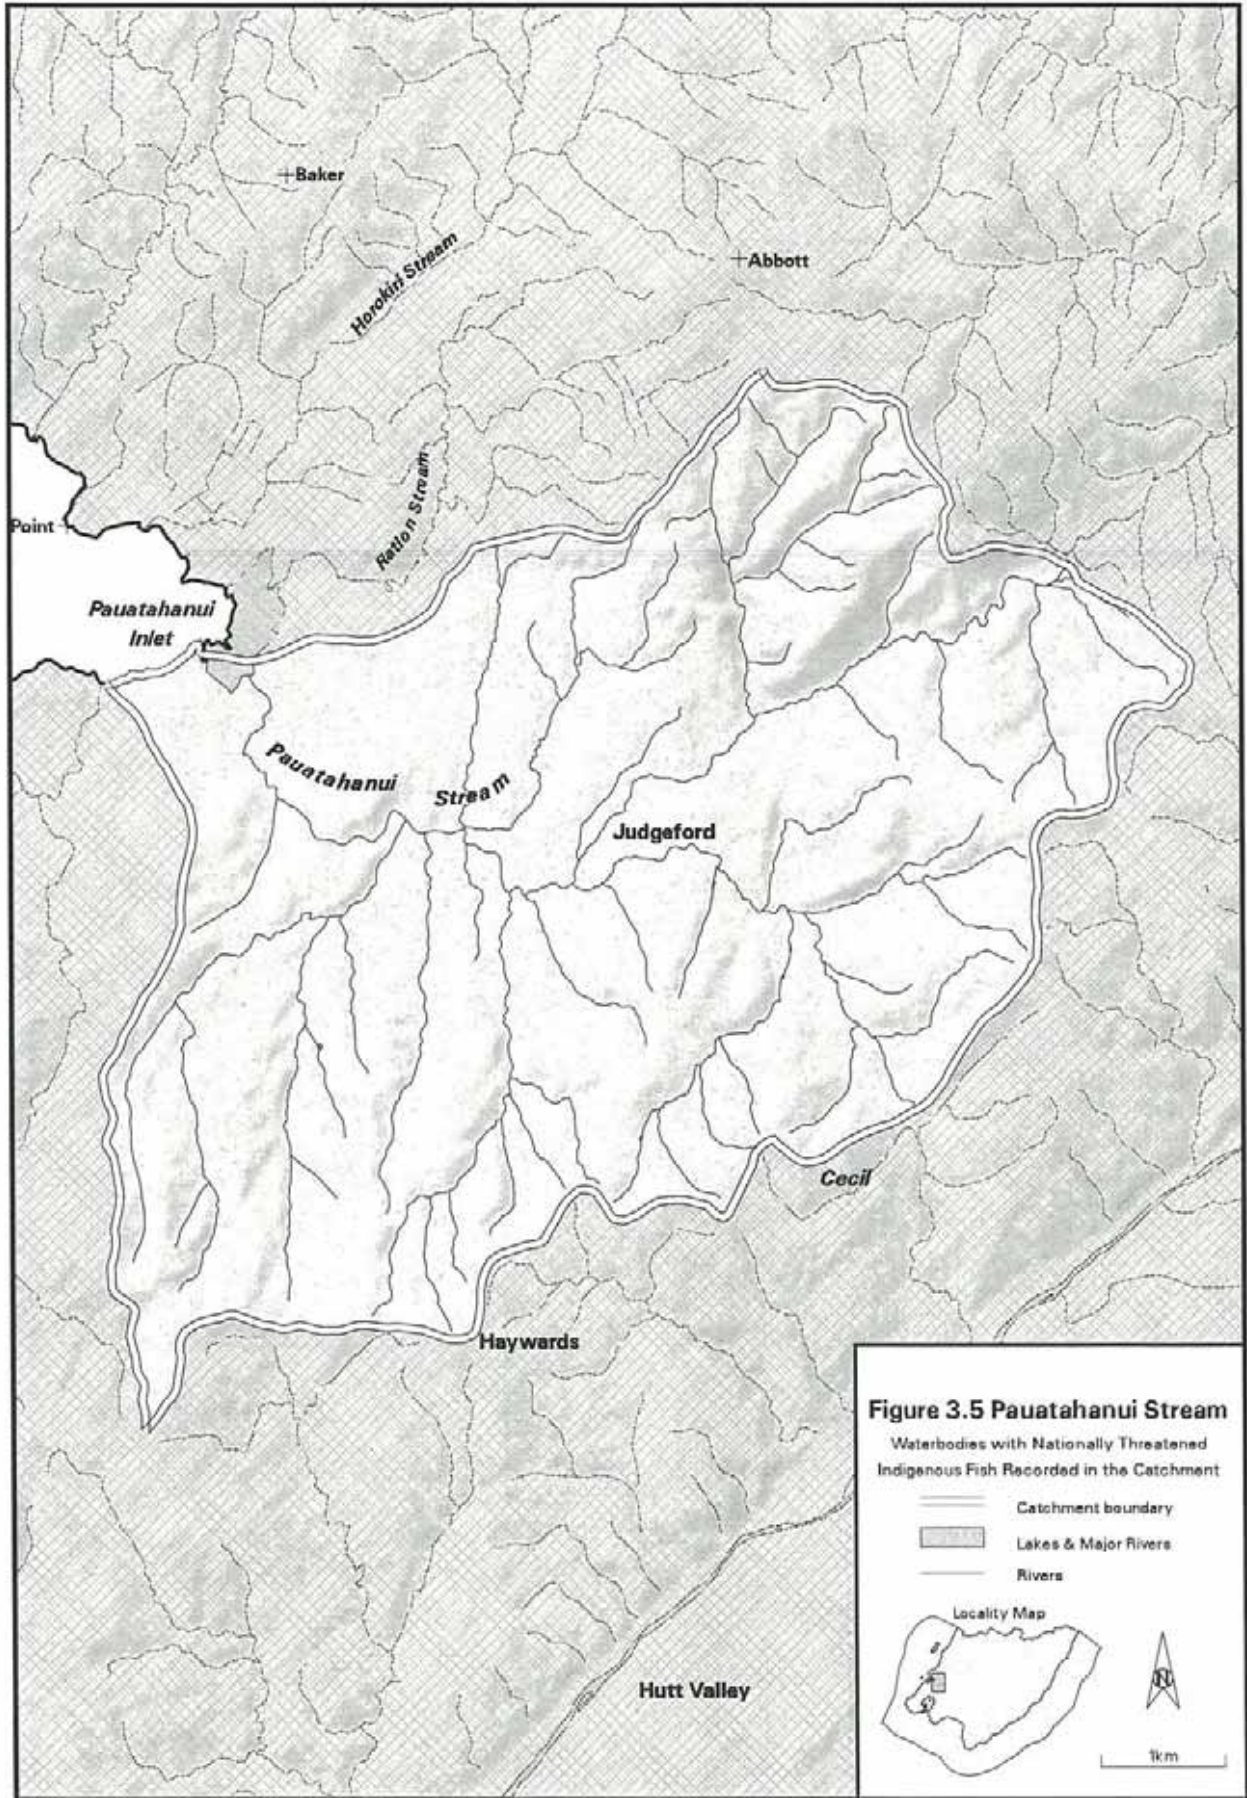 Baker
Horokiri Stream
Abbott
Ration Stream
Point
Pauatahanui
Inlet
Pauatahanui Stream
Judgeford
Cecil
Haywards
Hutt Valley
Figure 3.5 Pauatahanui Stream
Waterbodies with Nationally Threatened
Indigenous Fish Recorded in the Catchment
Catchment boundary
Lakes & Major Rivers
Rivers
Locality Map
N
1km